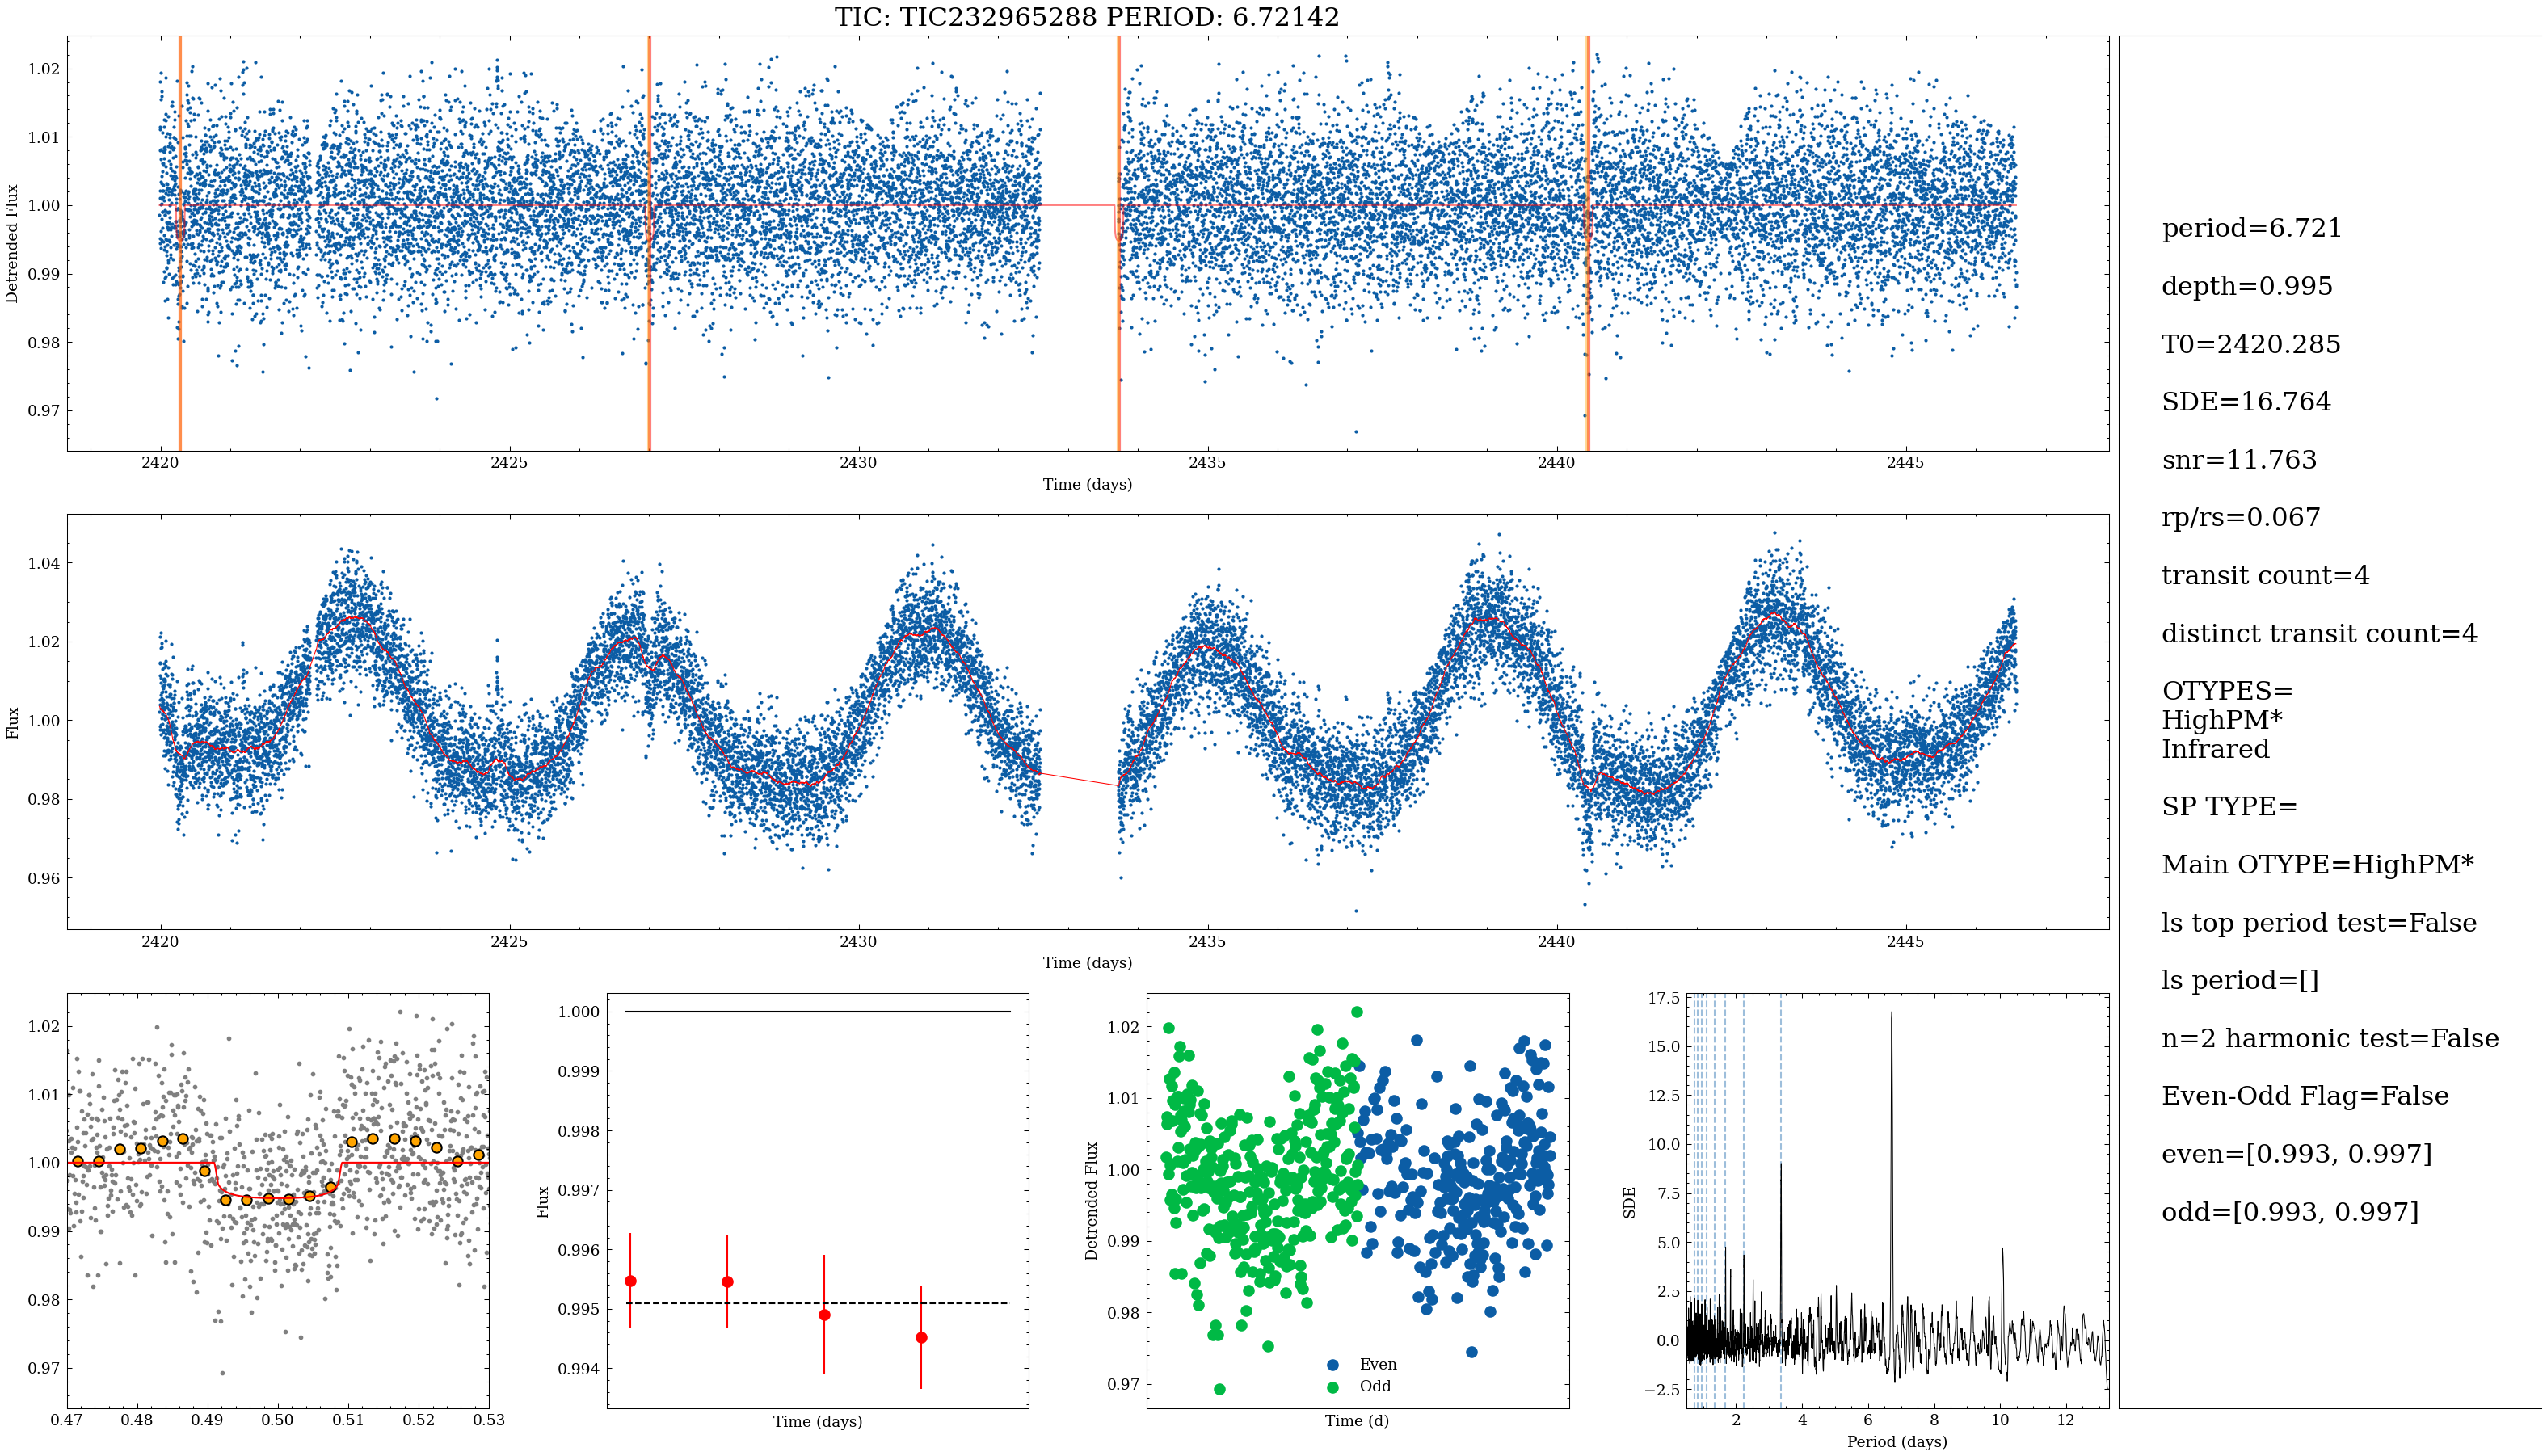 TIC: TIC232965288 PERIOD: 6.72142
Detrended Flux
1.02
1.01
1.00
0.99
0.98
0.97
2420
2425
2430
2435
2440
2445
Time (days)
Flux
1.04
1.02
1.00
0.98
0.96
2420
2425
2430
2435
2440
2445
Time (days)
1.02
1.01
1.00
0.99
0.98
0.97
0.47
0.48
0.49
0.50
0.51
0.52
0.53
Flux
1.000
0.999
0.998
0.997
0.996
0.995
0.994
Time (days)
Detrended Flux
1.02
1.01
1.00
0.99
0.98
0.97
Even
Odd
Time (d)
SDE
17.5
15.0
12.5
10.0
7.5
5.0
2.5
0.0
−2.5
2
4
6
8
10
12
Period (days)
period=6.721
depth=0.995
T0=2420.285
SDE=16.764
snr=11.763
rp/rs=0.067
transit count=4
distinct transit count=4
OTYPES=
HighPM*
Infrared
SP TYPE=
Main OTYPE=HighPM*
ls top period test=False
ls period=[]
n=2 harmonic test=False
Even-Odd Flag=False
even=[0.993, 0.997]
odd=[0.993, 0.997]